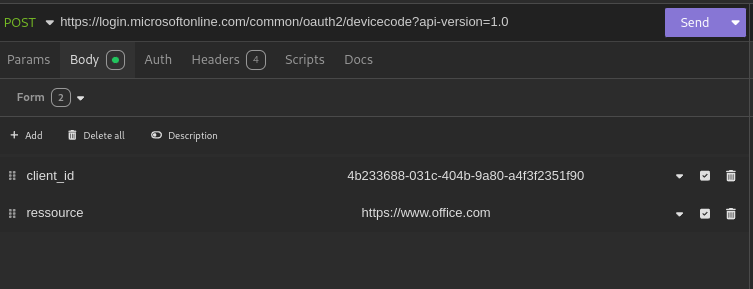 POST https://login.microsoftonline.com/common/oauth2/devicecode?api-version=1.0 Send
Params Body Auth Headers 4 Scripts Docs
Form 2
+ Add Delete all Description
client_id 4b233688-031c-404b-9a80-a4f3f2351f90
ressource https://www.office.com